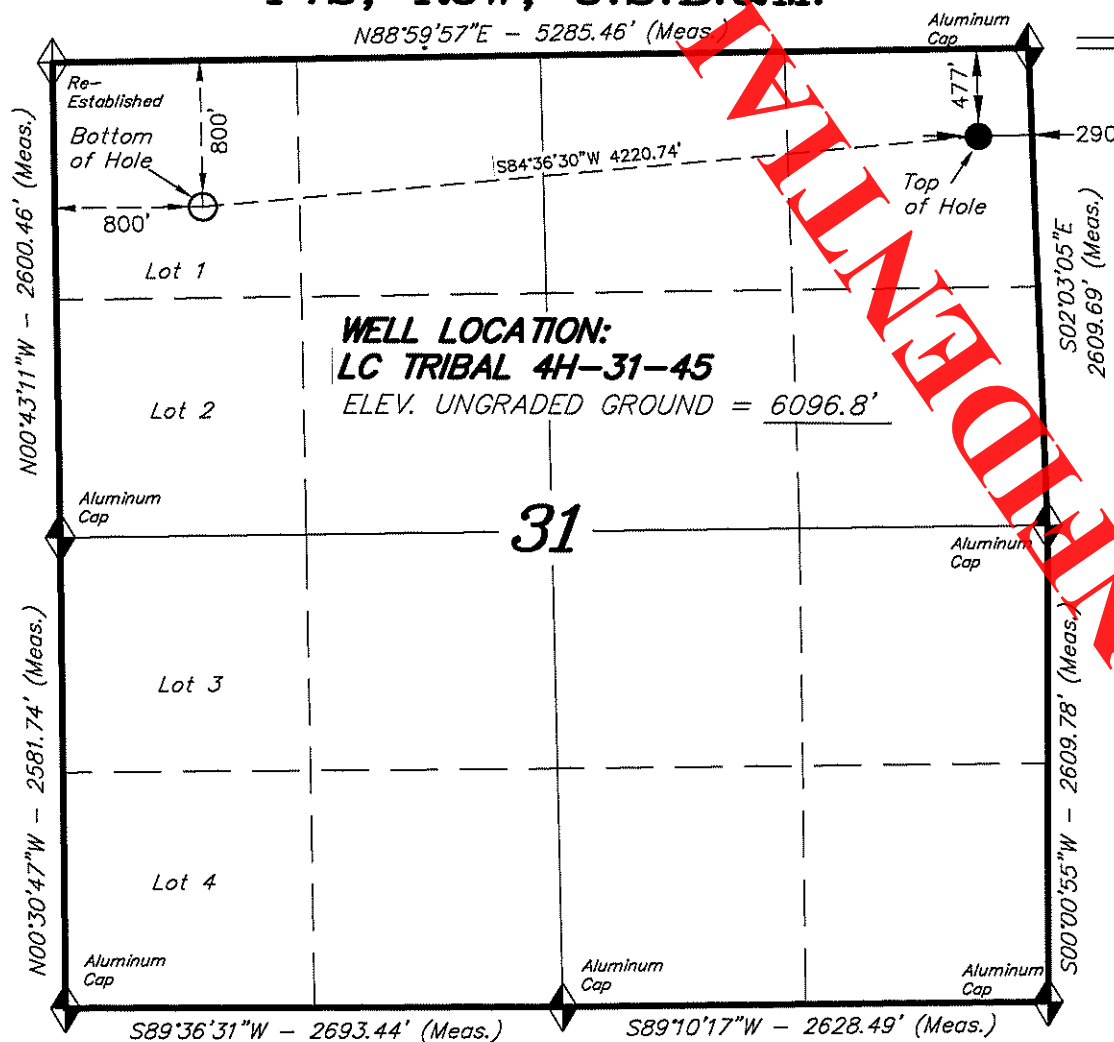 N88°59'57"E - 5285.46' (Meas.)
Aluminum
Cap
Re-
Established
Bottom
of Hole
800'
800'
477'
290
S84°36'30"W 4220.74'
Top
of Hole
N00°43'11"W - 2600.46' (Meas.)
S02°03'05"E
2609.69' (Meas.)
Lot 1
WELL LOCATION:
LC TRIBAL 4H-31-45
ELEV. UNGRADED GROUND = 6096.8'
Lot 2
Aluminum
Cap
31
Aluminum
Cap
N00°30'47"W - 2581.74' (Meas.)
S00°00'55"W - 2609.78' (Meas.)
Lot 3
Lot 4
Aluminum
Cap
Aluminum
Cap
Aluminum
Cap
S89°36'31"W - 2693.44' (Meas.)
S89°10'17"W - 2628.49' (Meas.)